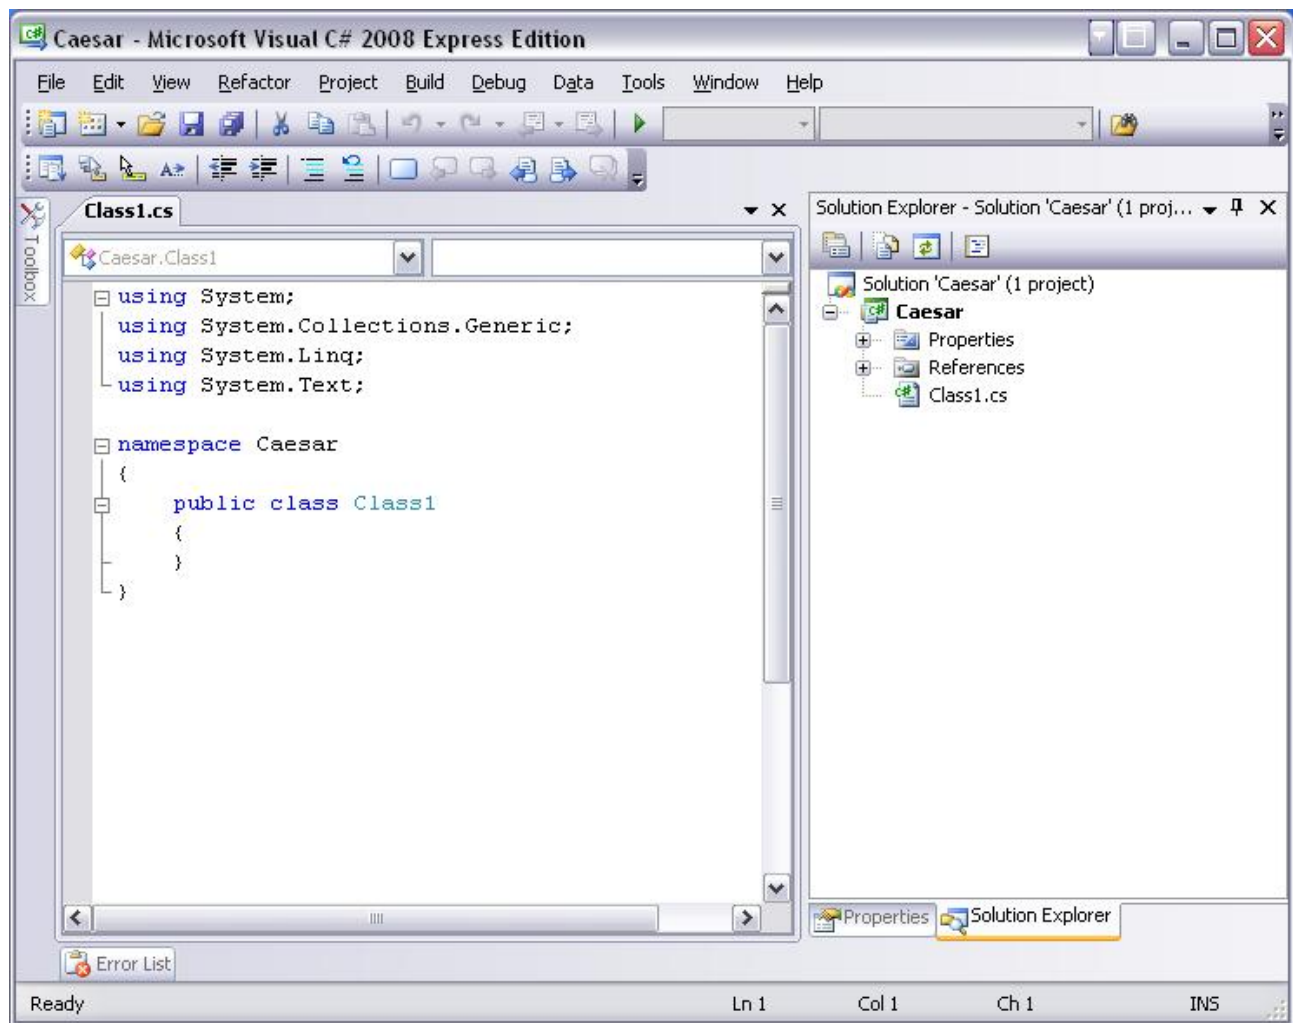 Caesar - Microsoft Visual C# 2008 Express Edition
File Edit View Refactor Project Build Debug Data Tools Window Help
Toolbox
Class1.cs
Caesar.Class1
using System;
using System.Collections.Generic;
using System.Linq;
using System.Text;
namespace Caesar
{
public class Class1
{
}
}
Solution Explorer - Solution 'Caesar' (1 proj...
Solution 'Caesar' (1 project)
Caesar
Properties
References
Class1.cs
Properties Solution Explorer
Error List
Ready Ln 1 Col 1 Ch 1 INS